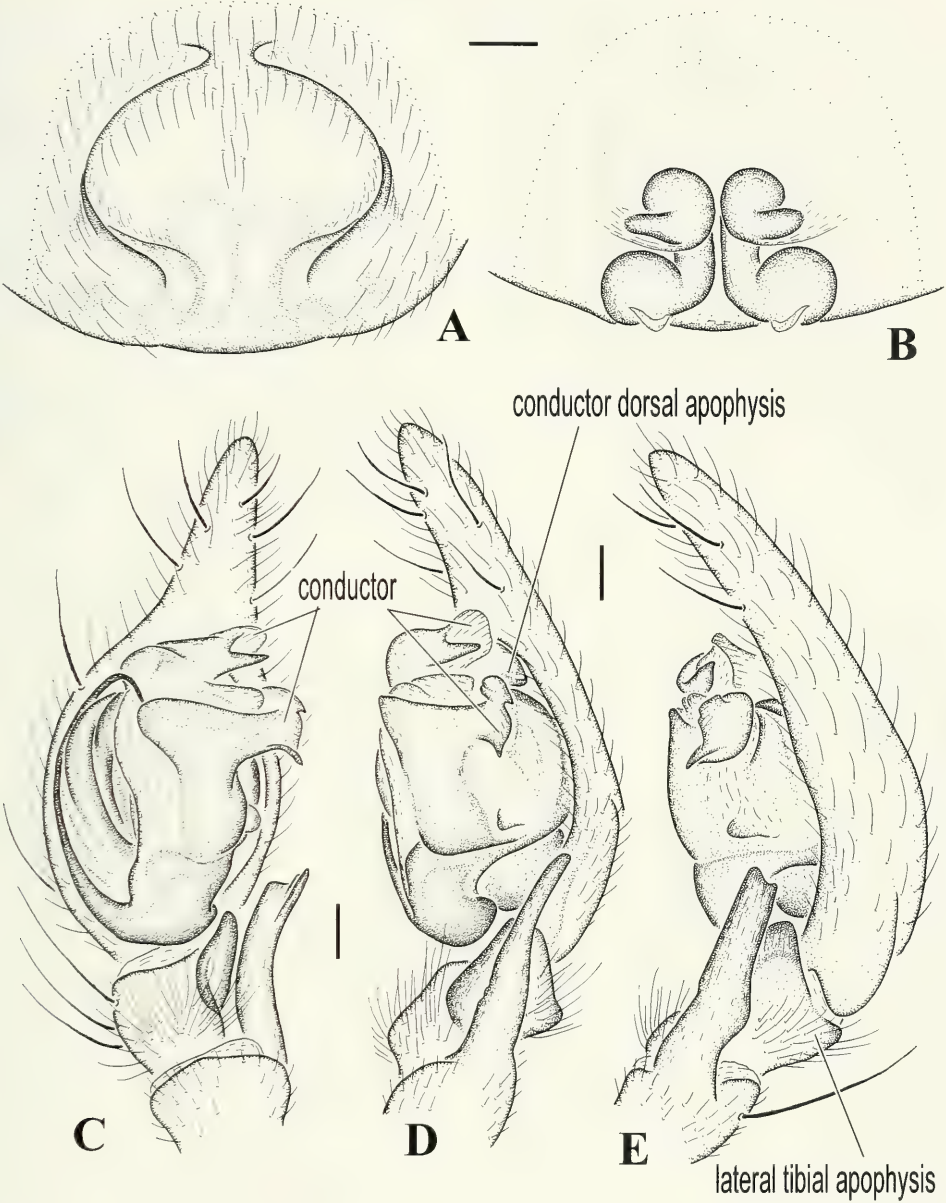 A
B
conductor dorsal apophysis
conductor
C
D
E
lateral tibial apophysis